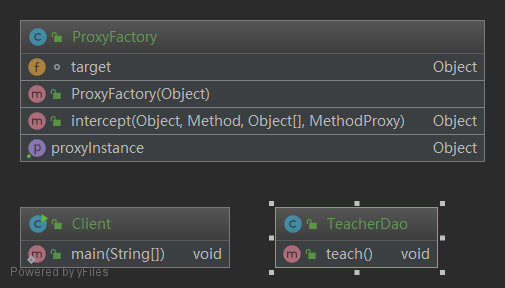 ProxyFactory
target Object
ProxyFactory(Object)
intercept(Object, Method, Object[], MethodProxy) Object
proxyInstance Object
Client
main(String[]) void
TeacherDao
teach() void
Powered by yFiles